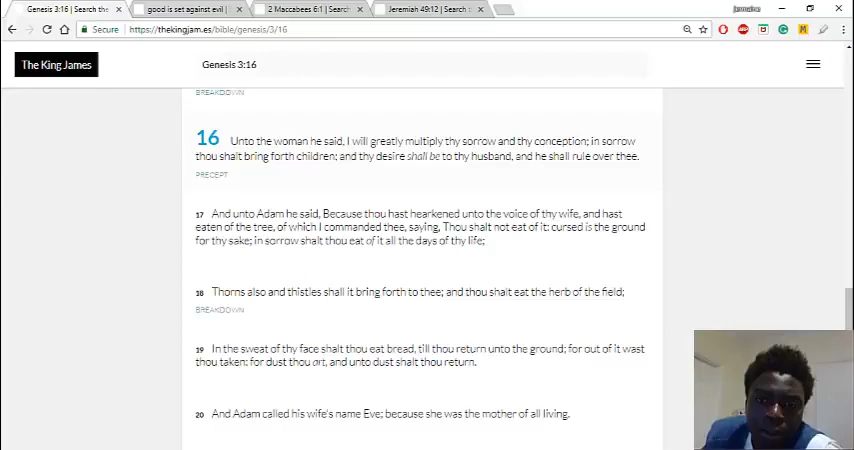 Genesis 3:16 | Search the
good is set against evil |
2 Maccabees 6:1 | Search
Jeremiah 49:12 | Search t
jermaine
Secure
https://thekingjam.es/bible/genesis/3/16
The King James
Genesis 3:16
BREAKDOWN
16 Unto the woman he said, I will greatly multiply thy sorrow and thy conception; in sorrow
thou shalt bring forth children; and thy desire shall be to thy husband, and he shall rule over thee.
PRECEPT
17 And unto Adam he said, Because thou hast hearkened unto the voice of thy wife, and hast
eaten of the tree, of which I commanded thee, saying, Thou shalt not eat of it: cursed is the ground
for thy sake; in sorrow shalt thou eat of it all the days of thy life;
18 Thorns also and thistles shall it bring forth to thee; and thou shalt eat the herb of the field;
BREAKDOWN
19 In the sweat of thy face shalt thou eat bread, till thou return unto the ground; for out of it wast
thou taken: for dust thou art, and unto dust shalt thou return.
20 And Adam called his wife's name Eve; because she was the mother of all living.